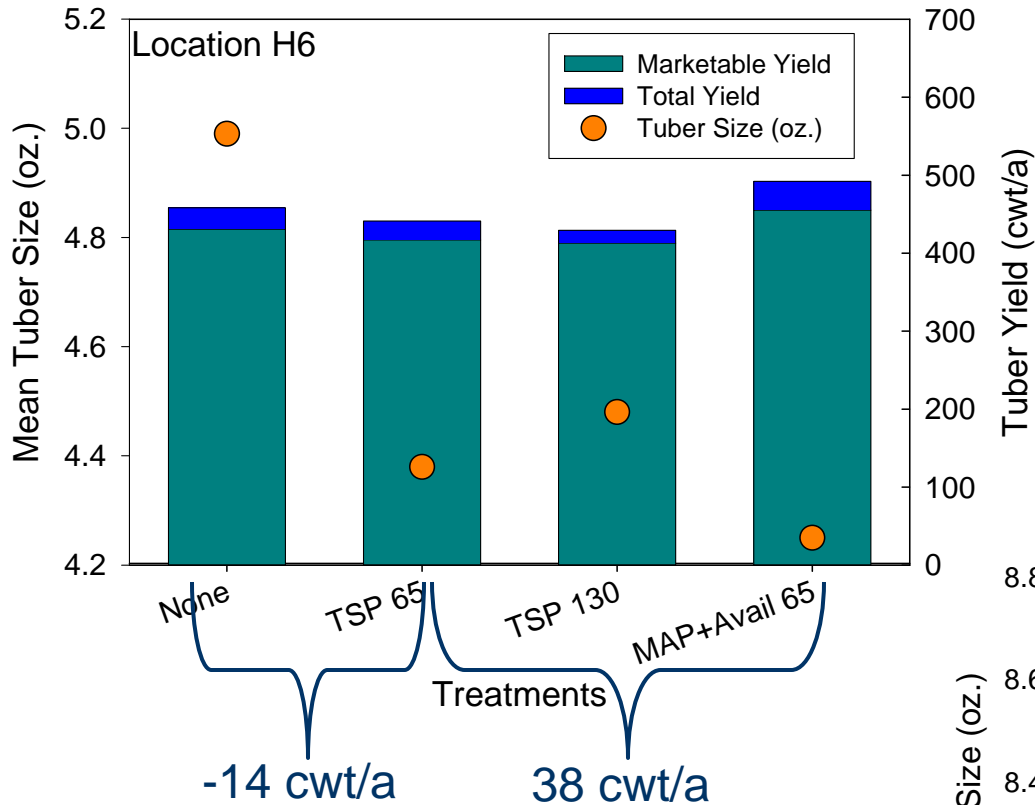 Location H6
Marketable Yield
Total Yield
Tuber Size (oz.)
Mean Tuber Size (oz.)
5.2
5.0
4.8
4.6
4.4
4.2
Tuber Yield (cwt/a)
700
600
500
400
300
200
100
0
None
TSP 65
TSP 130
MAP+Avail 65
Treatments
-14 cwt/a
38 cwt/a
Size (oz.)
8.8
8.6
8.4